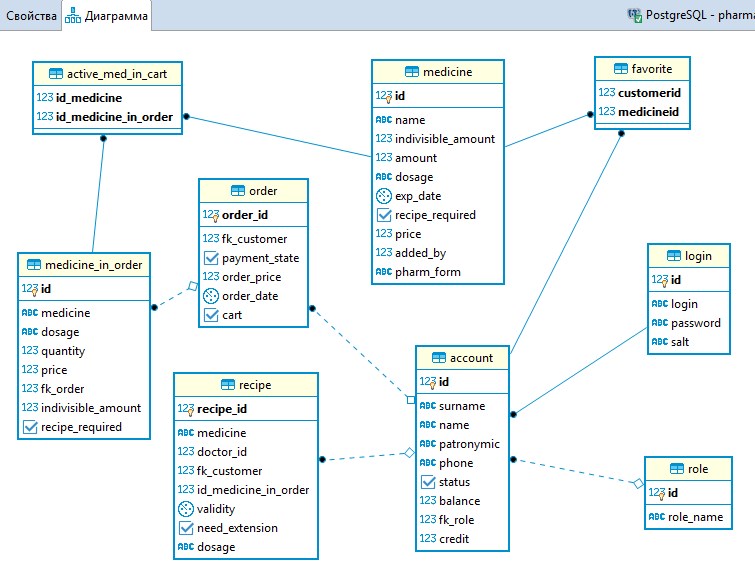 Свойства
Диаграмма
PostgreSQL - pharma
active_med_in_cart
123 id_medicine
123 id_medicine_in_order
medicine
123 id
ABC name
123 indivisible_amount
123 amount
ABC dosage
exp_date
recipe_required
123 price
123 added_by
ABC pharm_form
favorite
123 customerid
123 medicineid
order
123 order_id
123 fk_customer
payment_state
123 order_price
order_date
cart
medicine_in_order
123 id
ABC medicine
ABC dosage
123 quantity
123 price
123 fk_order
123 indivisible_amount
recipe_required
login
123 id
ABC login
ABC password
ABC salt
account
123 id
ABC surname
ABC name
ABC patronymic
ABC phone
status
123 balance
123 fk_role
123 credit
recipe
123 recipe_id
ABC medicine
123 doctor_id
123 fk_customer
123 id_medicine_in_order
validity
need_extension
ABC dosage
role
123 id
ABC role_name